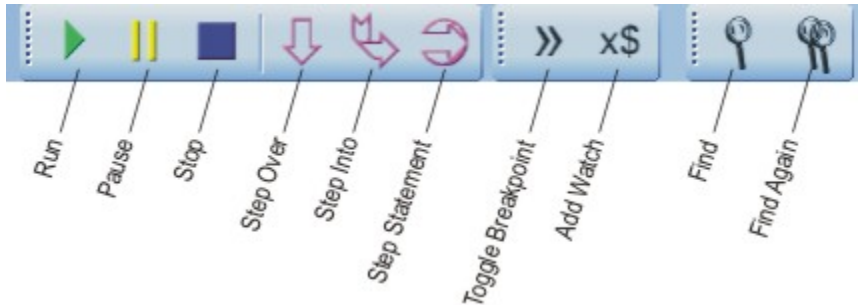 x$
Run
Pause
Stop
Step Over
Step Into
Step Statement
Toggle Breakpoint
Add Watch
Find
Find Again